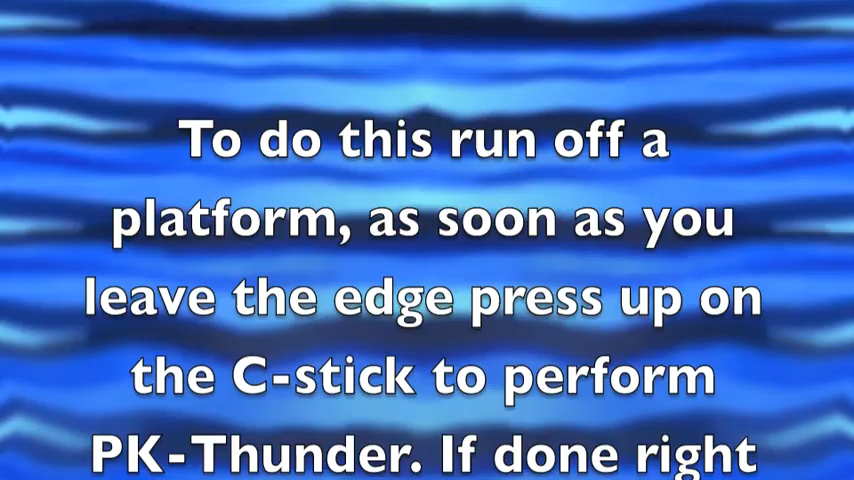 To do this run off a
platform, as soon as you
leave the edge press up on
the C-stick to perform
PK-Thunder. If done right